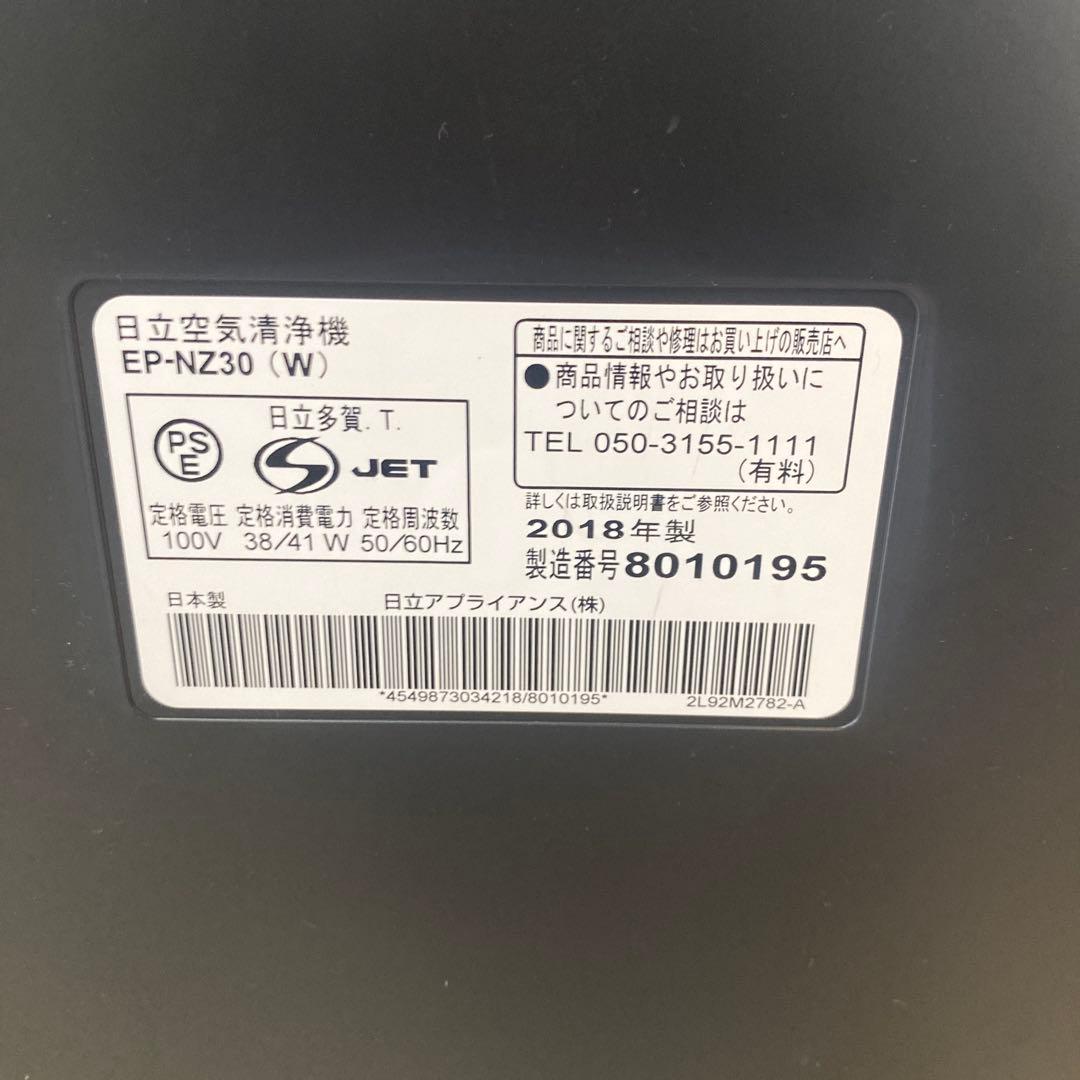 日立空気清浄機
EP-NZ30 (W)
PSE
日立多賀.T.
S JET
定格電圧 定格消費電力 定格周波数
100V 38/41W 50/60Hz
商品に関するご相談や修理はお買い上げの販売店へ
●商品情報やお取り扱いに
ついてのご相談は
TEL 050-3155-1111
(有料)
詳しくは取扱説明書をご参照ください。
2018年製
製造番号8010195
日本製 日立アプライアンス(株)
*4549873034218/8010195*
2L92M2782-A